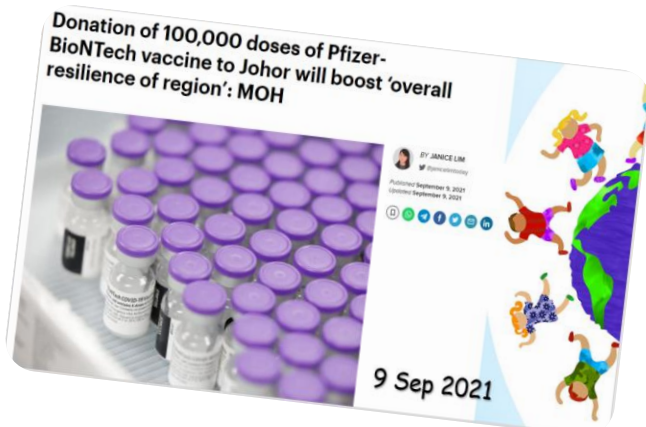 Donation of 100,000 doses of Pfizer-
BioNTech vaccine to Johor will boost ‘overall
resilience of region’: MOH
BY JANICE LIM
Published September 9, 2021
Updated September 9, 2021
9 Sep 2021